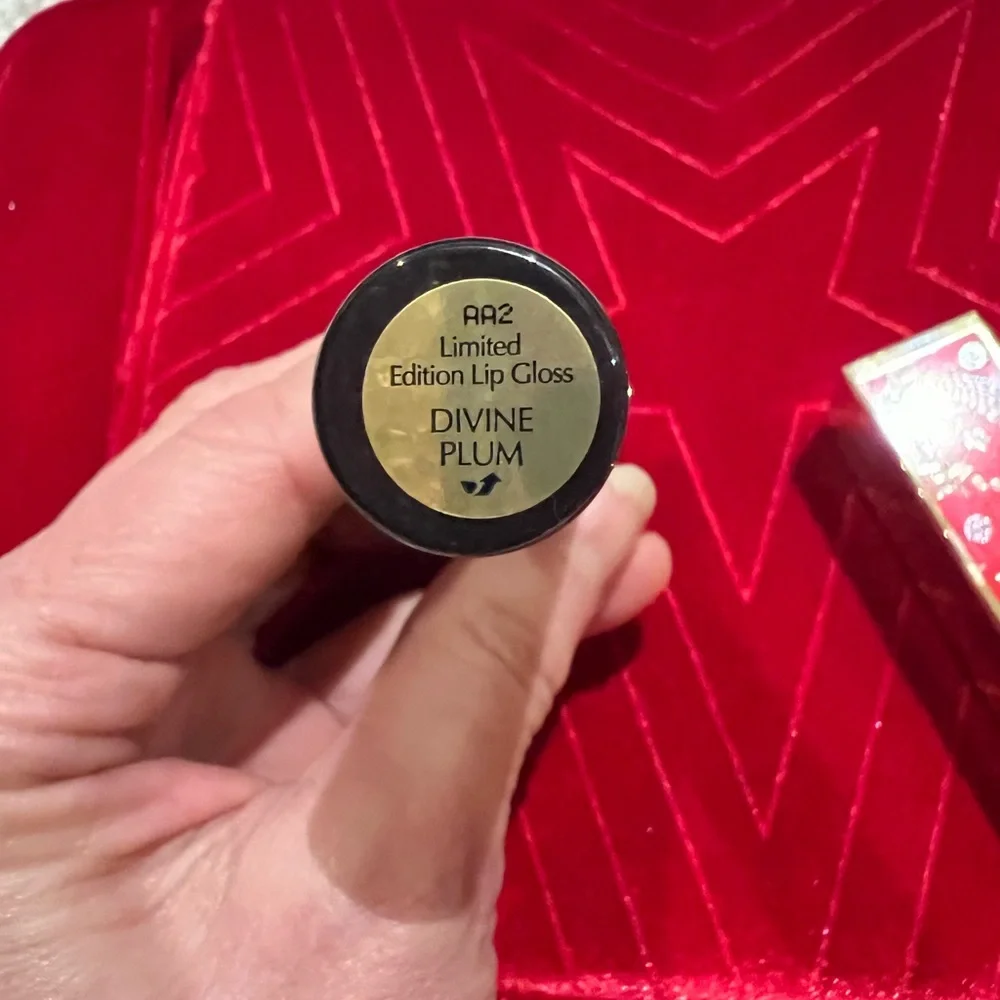 AA2
Limited
Edition Lip Gloss
DIVINE
PLUM